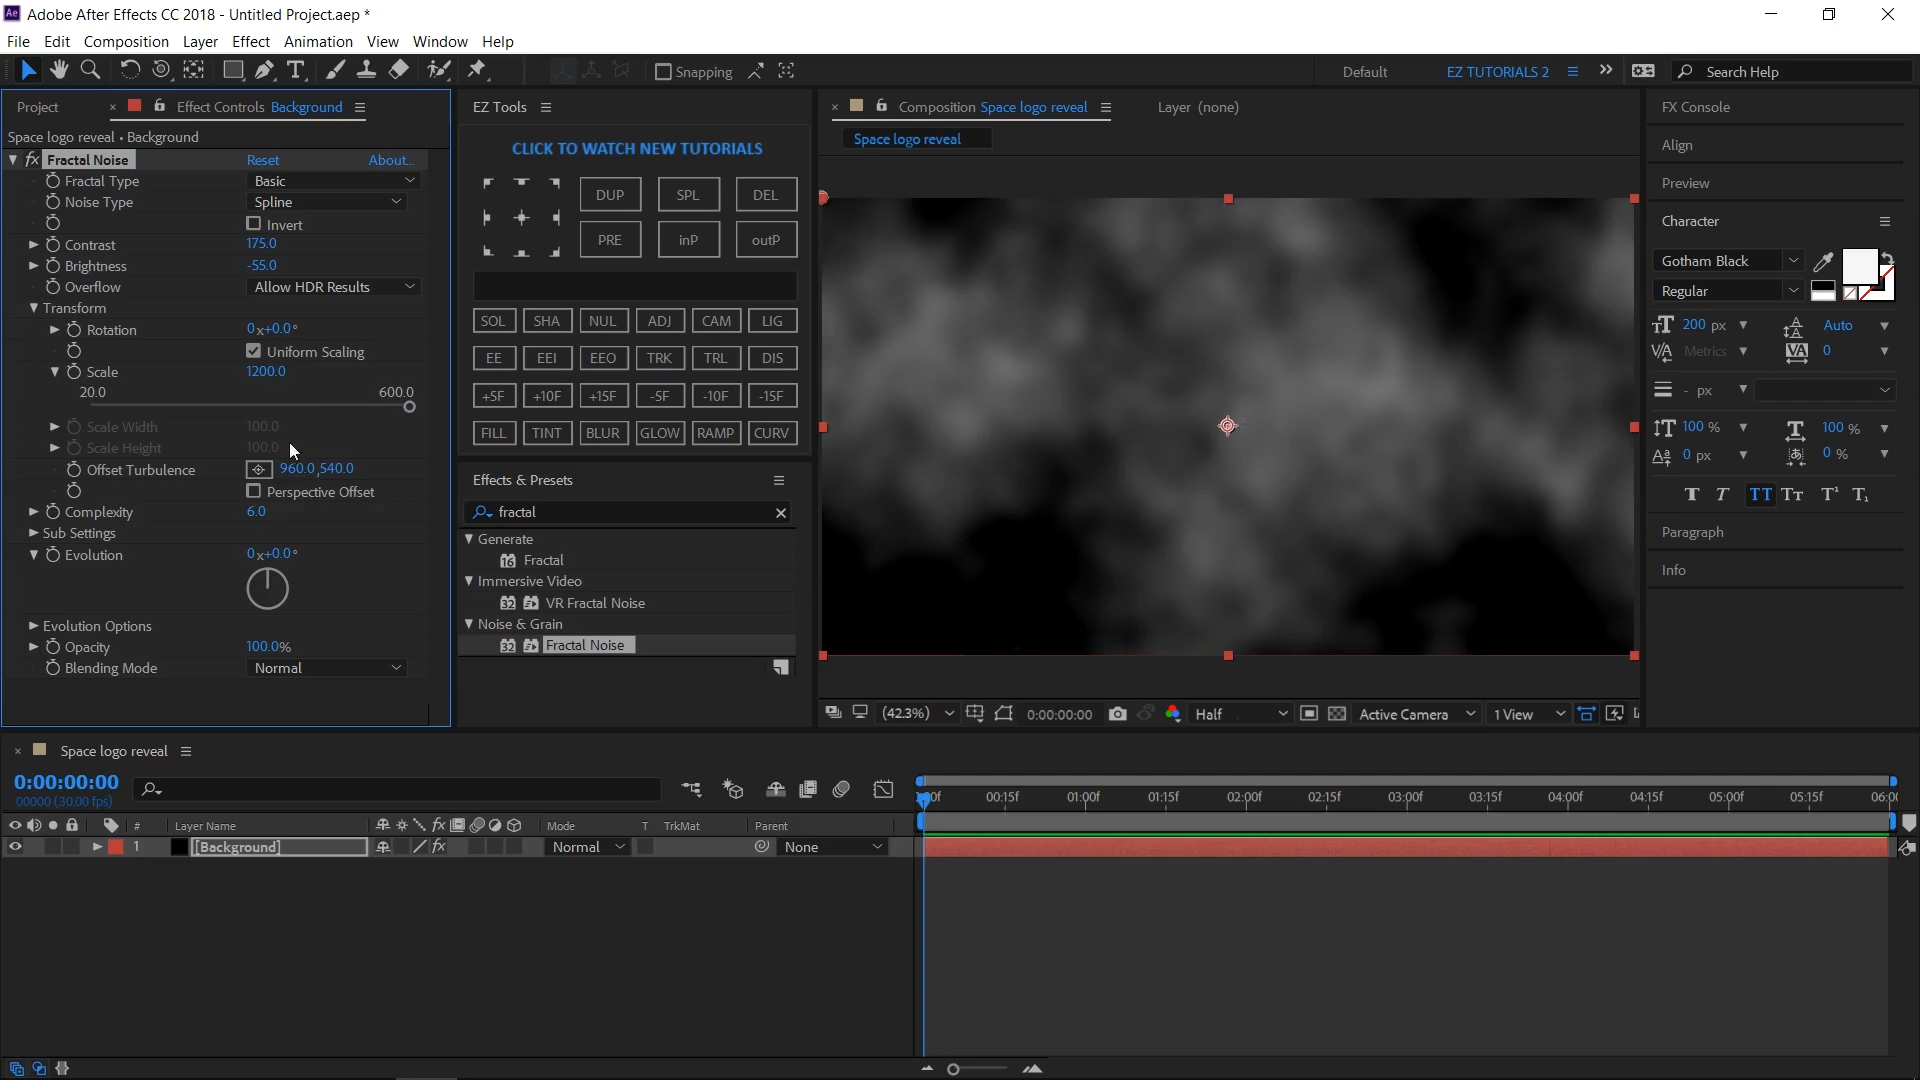 Ae Adobe After Effects CC 2018 - Untitled Project.aep *
File Edit Composition Layer Effect Animation View Window Help
Snapping Default EZ TUTORIALS 2 Search Help
Project Effect Controls Background
Space logo reveal • Background
fx Fractal Noise Reset About...
Fractal Type Basic
Noise Type Spline
Invert
Contrast 175.0
Brightness -55.0
Overflow Allow HDR Results
Transform
Rotation 0x+0.0°
Uniform Scaling
Scale 1200.0
20.0 600.0
Scale Width 100.0
Scale Height 100.0
Offset Turbulence 960.0,540.0
Perspective Offset
Complexity 6.0
Sub Settings
Evolution 0x+0.0°
Evolution Options
Opacity 100.0%
Blending Mode Normal
EZ Tools
CLICK TO WATCH NEW TUTORIALS
DUP SPL DEL
PRE inP outP
SOL SHA NUL ADJ CAM LIG
EE EEI EEO TRK TRL DIS
+5F +10F +15F -5F -10F -15F
FILL TINT BLUR GLOW RAMP CURV
Effects & Presets
fractal
Generate
16 Fractal
Immersive Video
32 VR Fractal Noise
Noise & Grain
32 Fractal Noise
Composition Space logo reveal Layer (none)
Space logo reveal
(42.3%) 0:00:00:00 Half Active Camera 1 View
FX Console
Align
Preview
Character
Gotham Black
Regular
200 px Auto
Metrics 0
- px
100 % 100 %
0 px 0 %
T T TT Tt T¹ T₁
Paragraph
Info
Space logo reveal
0:00:00:00
00000 (30.00 fps)
# Layer Name fx Mode T TrkMat Parent
1 [Background] fx Normal None
00:15f 01:00f 01:15f 02:00f 02:15f 03:00f 03:15f 04:00f 04:15f 05:00f 05:15f